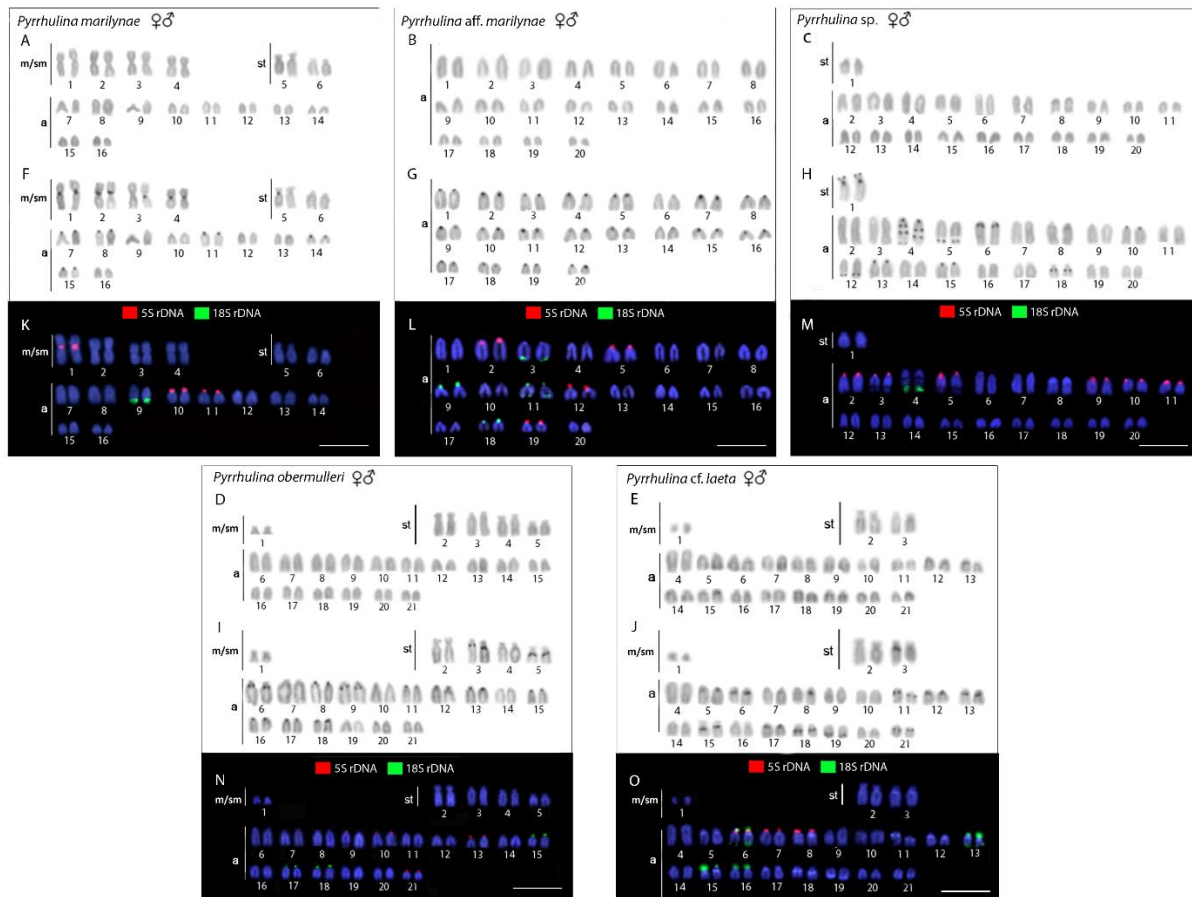 Pyrrhulina marilynae ♀♂
A
m/sm
1 2 3 4
st
5 6
a
7 8 9 10 11 12 13 14
15 16
F
m/sm
1 2 3 4
st
5 6
a
7 8 9 10 11 12 13 14
15 16
5S rDNA 18S rDNA
K
m/sm
1 2 3 4
st
5 6
a
7 8 9 10 11 12 13 14
15 16
Pyrrhulina aff. marilynae ♀♂
B
1 2 3 4 5 6 7 8
a
9 10 11 12 13 14 15 16
17 18 19 20
G
1 2 3 4 5 6 7 8
a
9 10 11 12 13 14 15 16
17 18 19 20
5S rDNA 18S rDNA
L
1 2 3 4 5 6 7 8
a
9 10 11 12 13 14 15 16
17 18 19 20
Pyrrhulina sp. ♀♂
C
st
1
a
2 3 4 5 6 7 8 9 10 11
12 13 14 15 16 17 18 19 20
H
st
1
a
2 3 4 5 6 7 8 9 10 11
12 13 14 15 16 17 18 19 20
5S rDNA 18S rDNA
M
st
1
a
2 3 4 5 6 7 8 9 10 11
12 13 14 15 16 17 18 19 20
Pyrrhulina obermulleri ♀♂
D
m/sm
1
st
2 3 4 5
a
6 7 8 9 10 11 12 13 14 15
16 17 18 19 20 21
I
m/sm
1
st
2 3 4 5
a
6 7 8 9 10 11 12 13 14 15
16 17 18 19 20 21
5S rDNA 18S rDNA
N
m/sm
1
st
2 3 4 5
a
6 7 8 9 10 11 12 13 14 15
16 17 18 19 20 21
Pyrrhulina cf. laeta ♀♂
E
m/sm
1
st
2 3
a
4 5 6 7 8 9 10 11 12 13
14 15 16 17 18 19 20 21
J
m/sm
1
st
2 3
a
4 5 6 7 8 9 10 11 12 13
14 15 16 17 18 19 20 21
5S rDNA 18S rDNA
O
m/sm
1
st
2 3
a
4 5 6 7 8 9 10 11 12 13
14 15 16 17 18 19 20 21